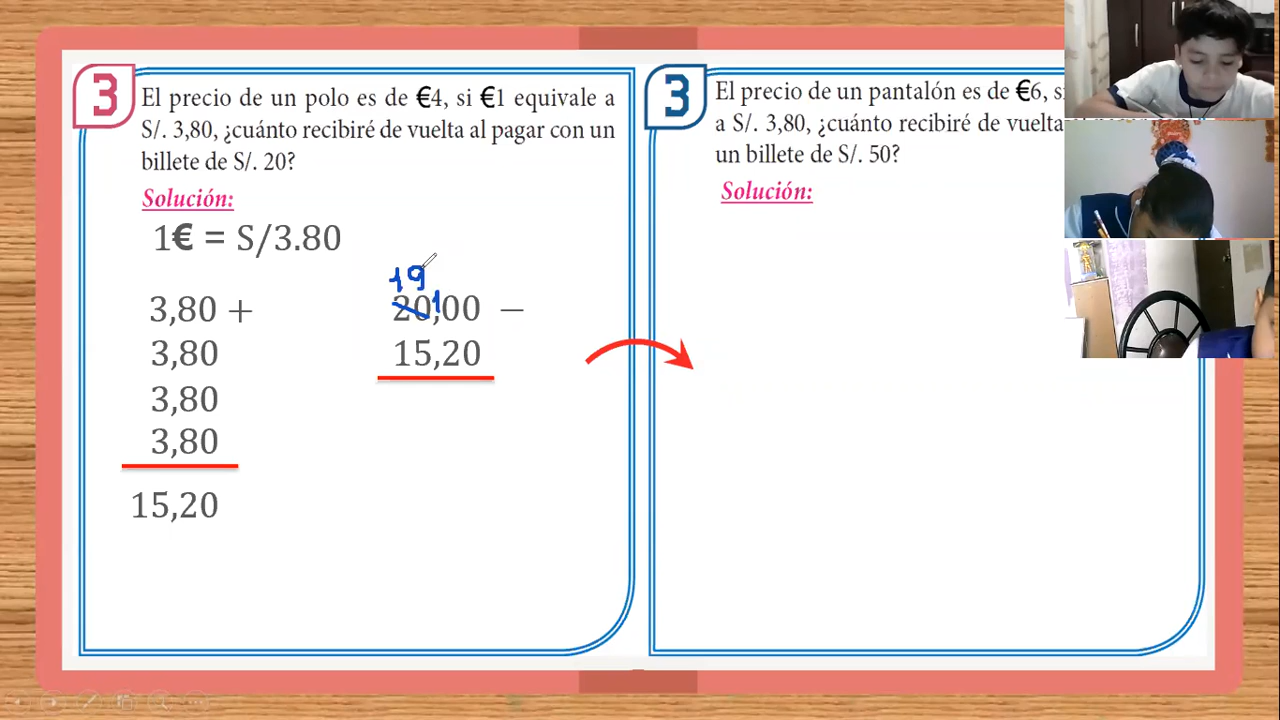 3
El precio de un polo es de €4, si €1 equivale a
S/. 3,80, ¿cuánto recibiré de vuelta al pagar con un
billete de S/. 20?
Solución:
1€ = S/3.80
3,80 +
3,80
3,80
3,80
15,20
19
1
20,00 –
15,20
3
El precio de un pantalón es de €6, si
a S/. 3,80, ¿cuánto recibiré de vuelta
un billete de S/. 50?
Solución: